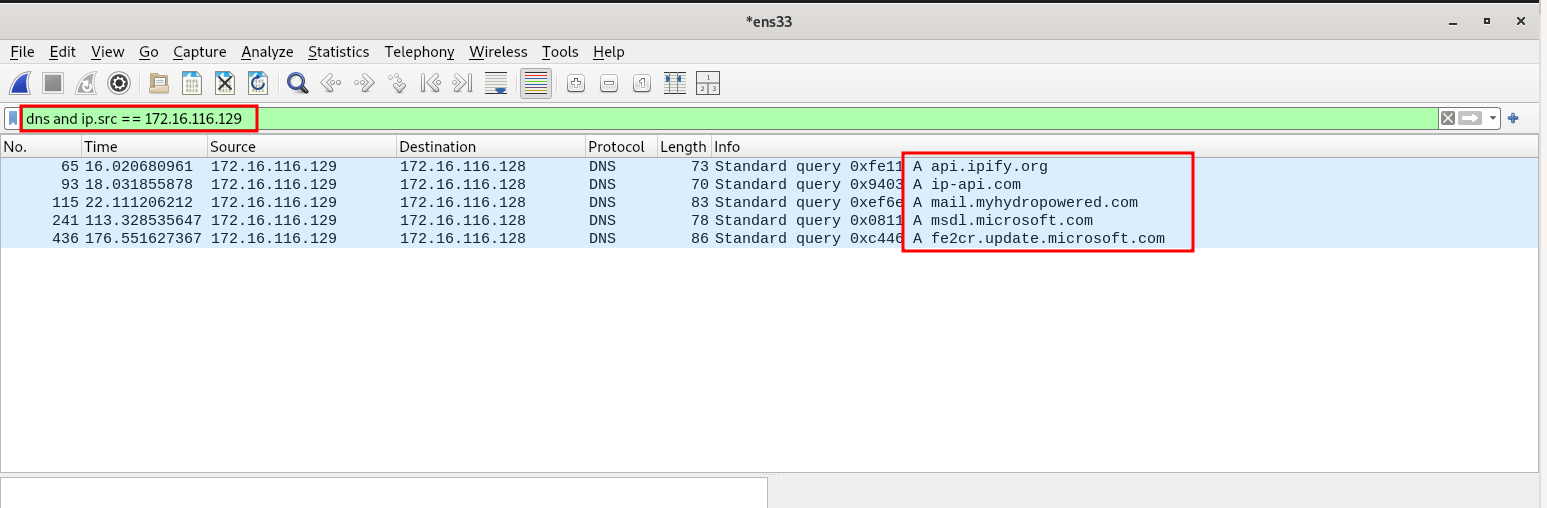 *ens33
File Edit View Go Capture Analyze Statistics Telephony Wireless Tools Help
dns and ip.src == 172.16.116.129
No. Time Source Destination Protocol Length Info
65 16.020680961 172.16.116.129 172.16.116.128 DNS 73 Standard query 0xfe11 A api.ipify.org
93 18.031855878 172.16.116.129 172.16.116.128 DNS 70 Standard query 0x9403 A ip-api.com
115 22.111206212 172.16.116.129 172.16.116.128 DNS 83 Standard query 0xef6e A mail.myhydropowered.com
241 113.328535647 172.16.116.129 172.16.116.128 DNS 78 Standard query 0x0811 A msdl.microsoft.com
436 176.551627367 172.16.116.129 172.16.116.128 DNS 86 Standard query 0xc446 A fe2cr.update.microsoft.com